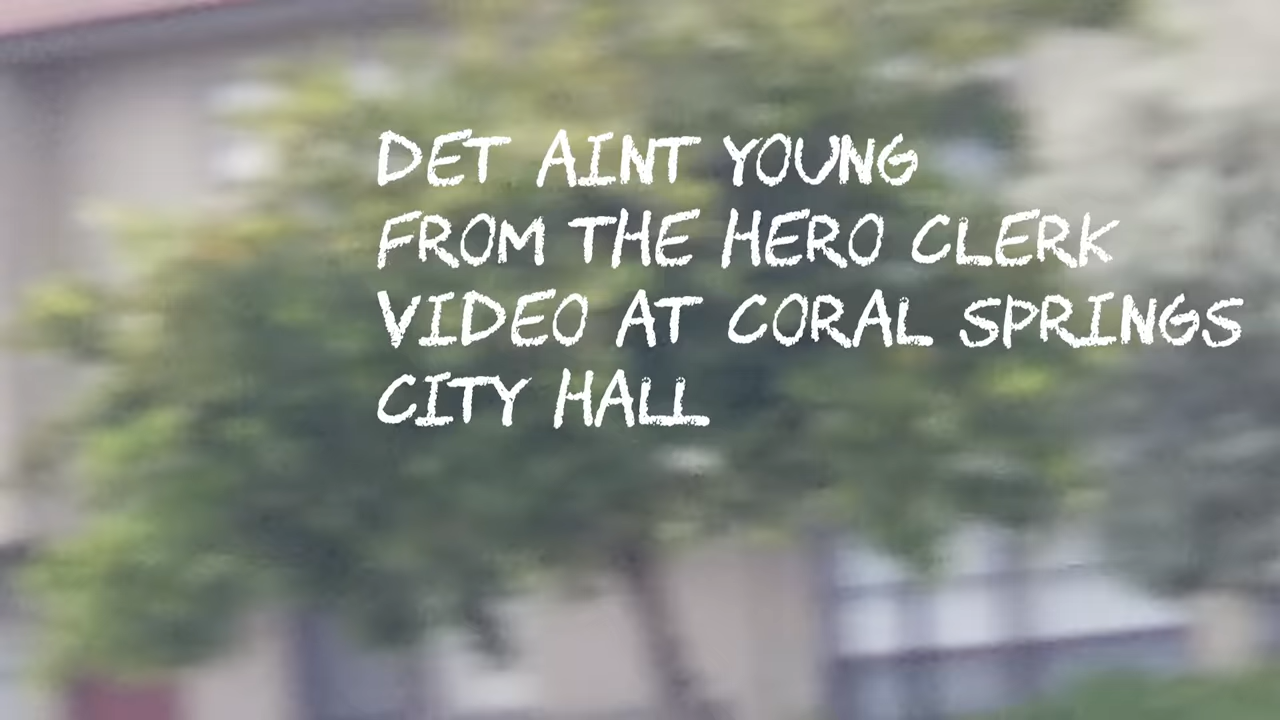 DET AINT YOUNG
FROM THE HERO CLERK
VIDEO AT CORAL SPRINGS
CITY HALL